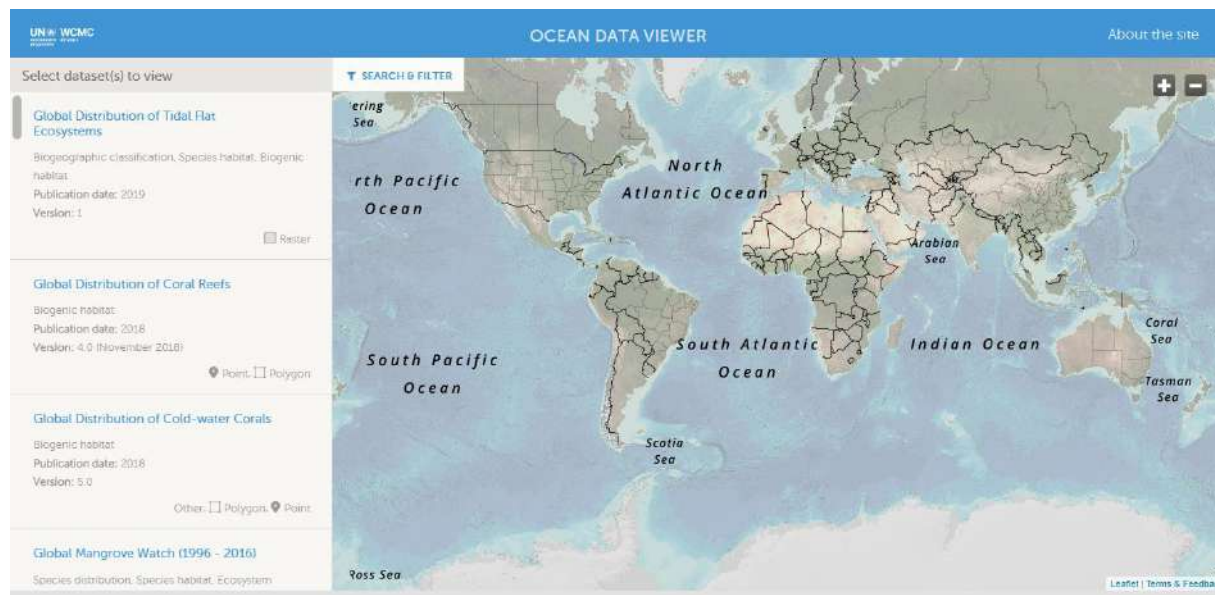 UN WCMC
OCEAN DATA VIEWER
About the site
Select dataset(s) to view
SEARCH & FILTER
Global Distribution of Tidal Flat
Ecosystems
Biogeographic classification, Species habitat, Biogenic
habitat
Publication date: 2019
Version: 1
Raster
Global Distribution of Coral Reefs
Biogenic habitat
Publication date: 2018
Version: 4.0 (November 2018)
Point, Polygon
Global Distribution of Cold-water Corals
Biogenic habitat
Publication date: 2018
Version: 5.0
Other, Polygon, Point
Global Mangrove Watch (1996 - 2016)
Species distribution, Species habitat, Ecosystem
ering
Sea
rth Pacific
Ocean
North
Atlantic Ocean
Arabian
Sea
South Pacific
Ocean
South Atlantic
Ocean
Indian Ocean
Coral
Sea
Tasman
Sea
Scotia
Sea
Ross Sea
Leaflet | Terms & Feedba